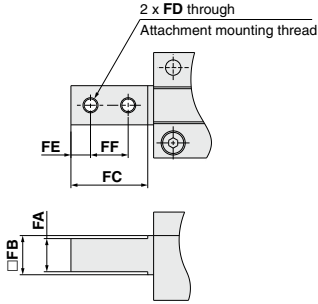 2 x FD through
Attachment mounting thread
FE
FF
FC
FA
□FB